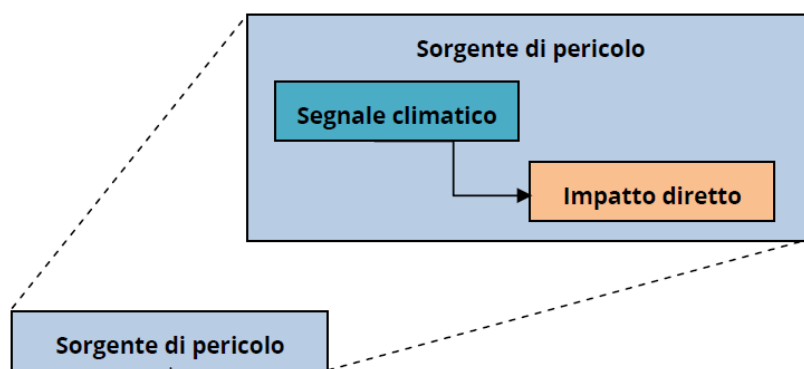 Sorgente di pericolo
Segnale climatico
Impatto diretto
Sorgente di pericolo